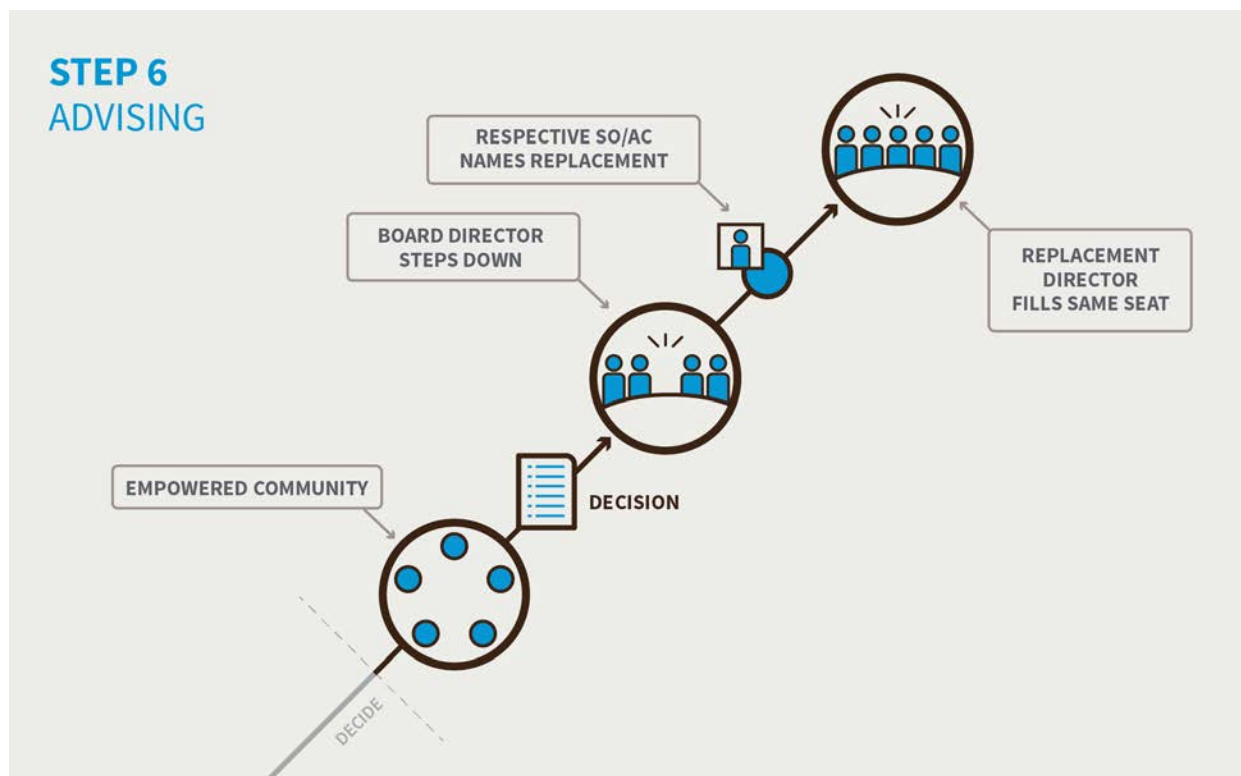 STEP 6
ADVISING
RESPECTIVE SO/AC
NAMES REPLACEMENT
BOARD DIRECTOR
STEPS DOWN
REPLACEMENT
DIRECTOR
FILLS SAME SEAT
EMPOWERED COMMUNITY
DECISION
DECIDE